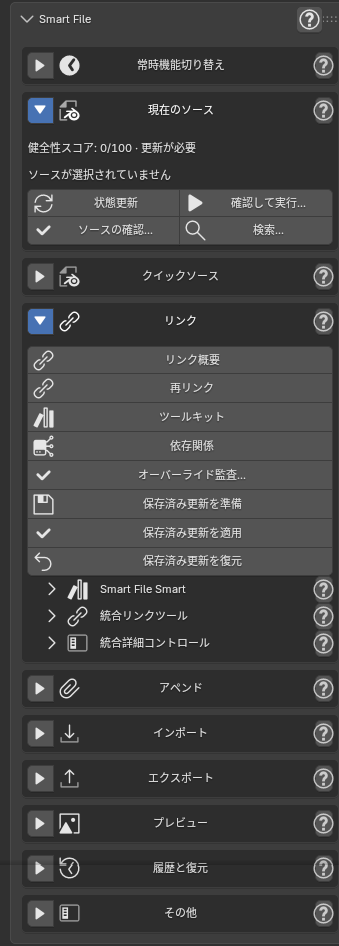 Smart File
常時機能切り替え
現在のソース
健全性スコア: 0/100 · 更新が必要
ソースが選択されていません
状態更新 確認して実行...
ソースの確認... 検索...
クイックソース
リンク
リンク概要
再リンク
ツールキット
依存関係
オーバーライド監査...
保存済み更新を準備
保存済み更新を適用
保存済み更新を復元
Smart File Smart
統合リンクツール
統合詳細コントロール
アペンド
インポート
エクスポート
プレビュー
履歴と復元
その他